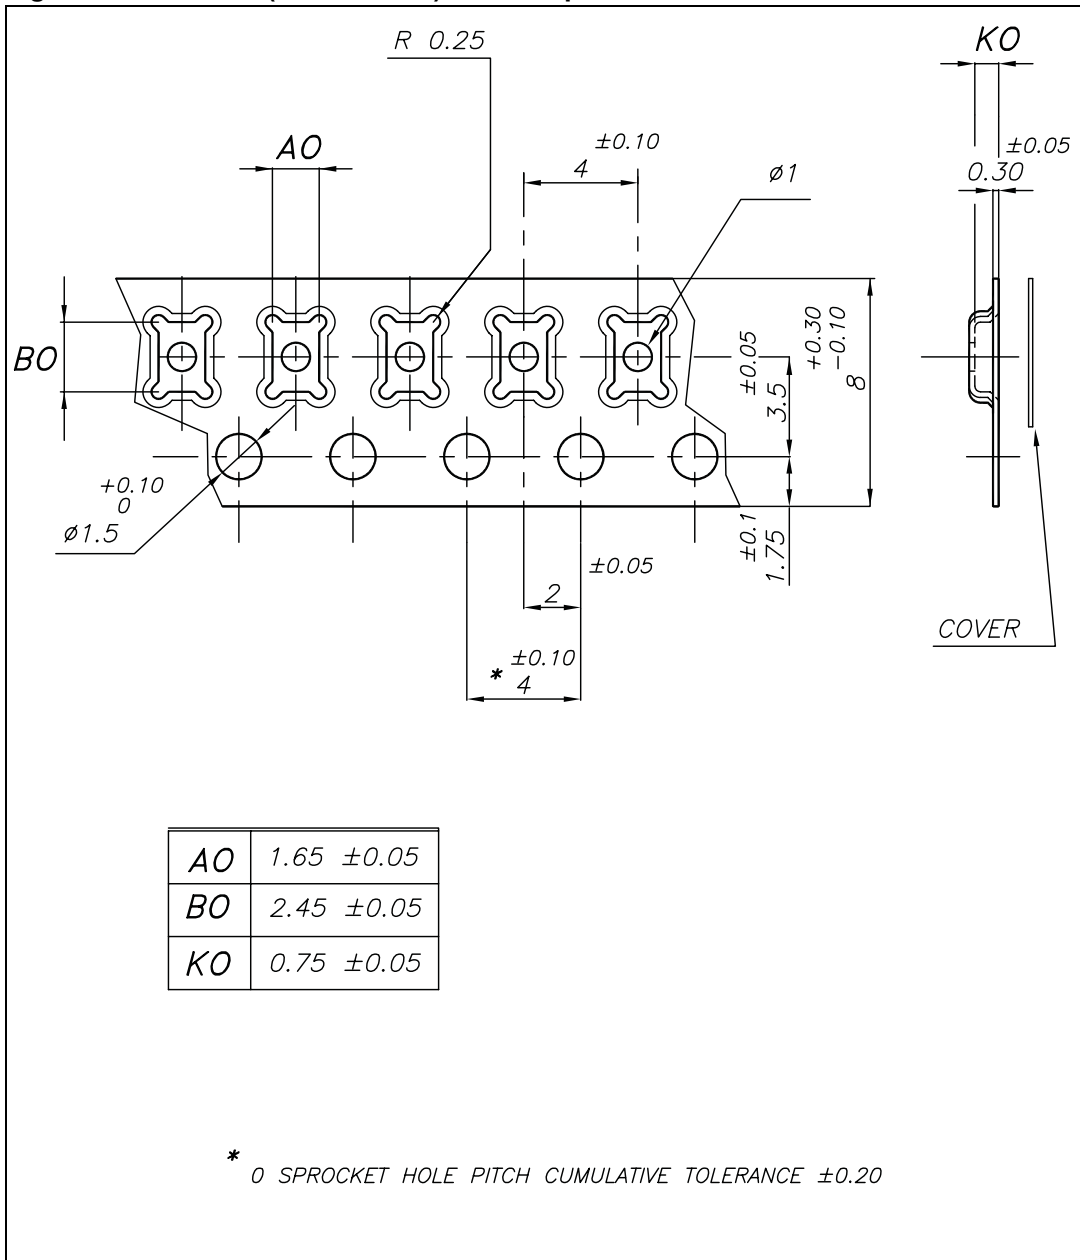 R 0.25
KO
AO
±0.10
4
ø1
±0.05
0.30
BO
±0.05
3.5
+0.30
-0.10
8
+0.10
0
ø1.5
±0.1
1.75
±0.05
2
COVER
±0.10
* 4
AO 1.65 ±0.05
BO 2.45 ±0.05
KO 0.75 ±0.05
* 0 SPROCKET HOLE PITCH CUMULATIVE TOLERANCE ±0.20